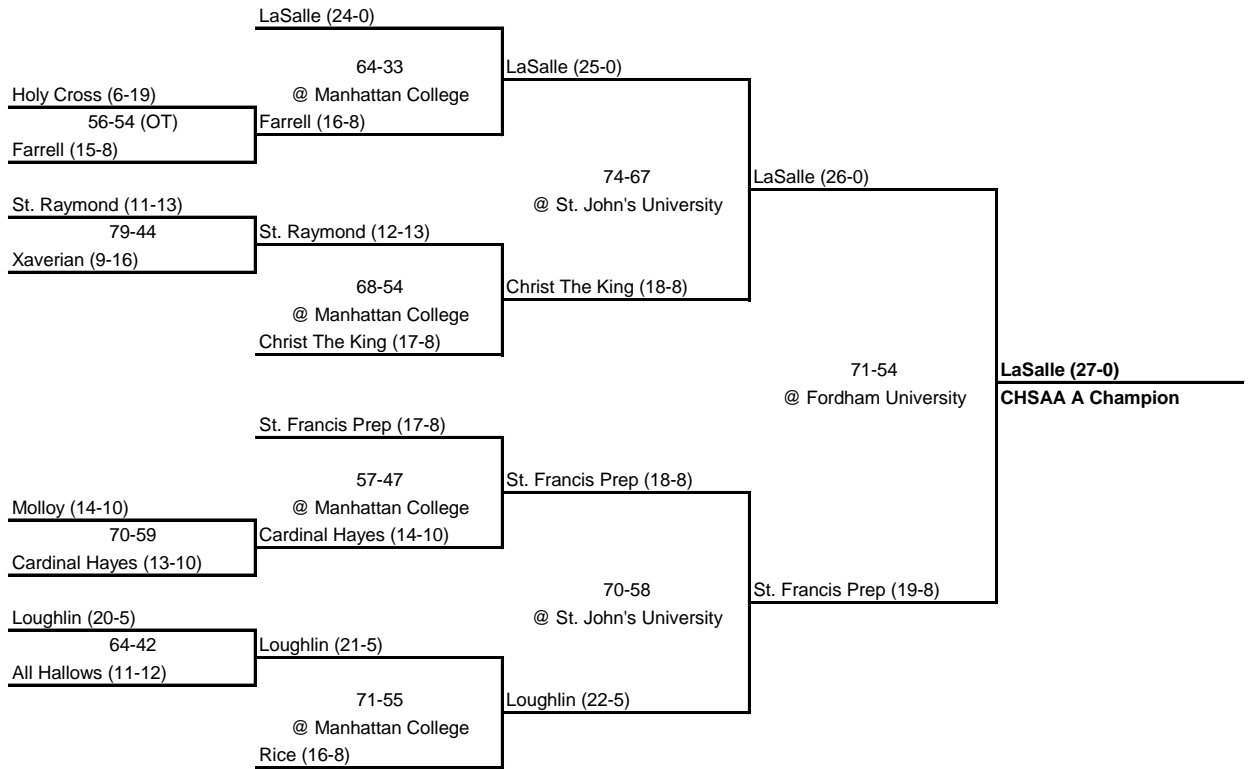 LaSalle (24-0)
64-33
@ Manhattan College
LaSalle (25-0)
Holy Cross (6-19)
56-54 (OT)
Farrell (16-8)
Farrell (15-8)
74-67
@ St. John's University
LaSalle (26-0)
St. Raymond (11-13)
79-44
St. Raymond (12-13)
Xaverian (9-16)
68-54
@ Manhattan College
Christ The King (18-8)
Christ The King (17-8)
71-54
@ Fordham University
LaSalle (27-0)
CHSAA A Champion
St. Francis Prep (17-8)
57-47
@ Manhattan College
St. Francis Prep (18-8)
Molloy (14-10)
70-59
Cardinal Hayes (14-10)
Cardinal Hayes (13-10)
70-58
@ St. John's University
St. Francis Prep (19-8)
Loughlin (20-5)
64-42
Loughlin (21-5)
All Hallows (11-12)
71-55
@ Manhattan College
Loughlin (22-5)
Rice (16-8)